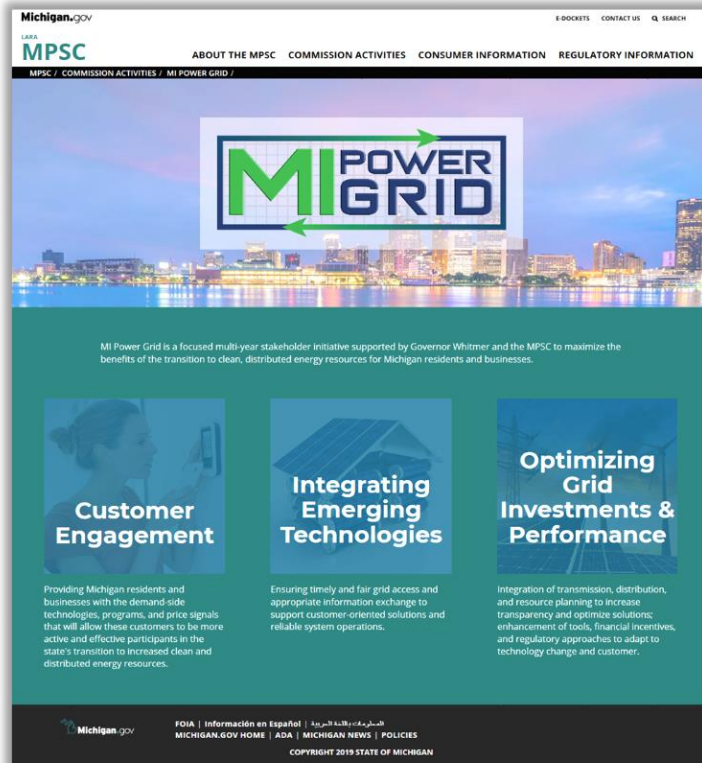 Michigan.gov
E-DOCKETS CONTACT US SEARCH
LARA
MPSC
ABOUT THE MPSC COMMISSION ACTIVITIES CONSUMER INFORMATION REGULATORY INFORMATION
MPSC / COMMISSION ACTIVITIES / MI POWER GRID /
MI POWER GRID
MI Power Grid is a focused multi-year stakeholder initiative supported by Governor Whitmer and the MPSC to maximize the
benefits of the transition to clean, distributed energy resources for Michigan residents and businesses.
Customer
Engagement
Providing Michigan residents and
businesses with the demand-side
technologies, programs, and price signals
that will allow these customers to be more
active and effective participants in the
state's transition to increased clean and
distributed energy resources.
Integrating
Emerging
Technologies
Ensuring timely and fair grid access and
appropriate information exchange to
support customer-oriented solutions and
reliable system operations.
Optimizing
Grid
Investments &
Performance
Integration of transmission, distribution,
and resource planning to increase
transparency and optimize solutions;
enhancement of tools, financial incentives,
and regulatory approaches to adapt to
technology change and customer.
Michigan.gov
FOIA | Información en Español | المعلومات باللغة العربية
MICHIGAN.GOV HOME | ADA | MICHIGAN NEWS | POLICIES
COPYRIGHT 2019 STATE OF MICHIGAN